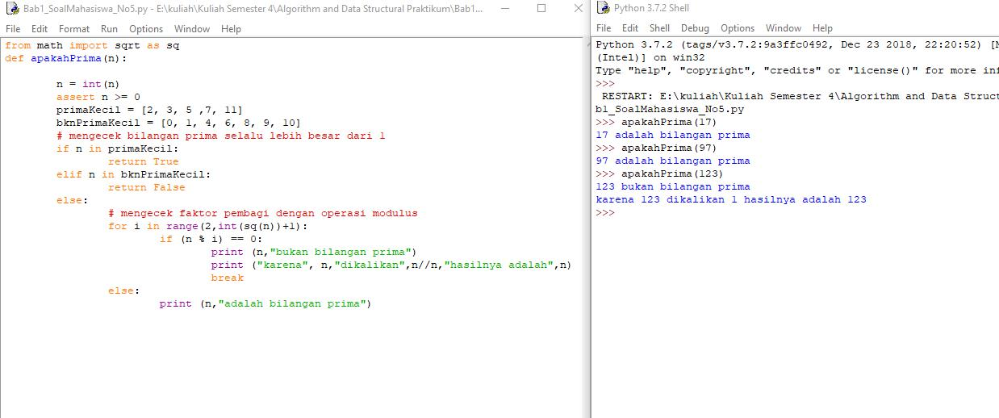 Bab1_SoalMahasiswa_No5.py - E:\kuliah\Kuliah Semester 4\Algorithm and Data Structural Praktikum\Bab1...
File Edit Format Run Options Window Help
from math import sqrt as sq
def apakahPrima(n):
n = int(n)
assert n >= 0
primaKecil = [2, 3, 5 ,7, 11]
bknPrimaKecil = [0, 1, 4, 6, 8, 9, 10]
# mengecek bilangan prima selalu lebih besar dari 1
if n in primaKecil:
return True
elif n in bknPrimaKecil:
return False
else:
# mengecek faktor pembagi dengan operasi modulus
for i in range(2,int(sq(n))+1):
if (n % i) == 0:
print (n,"bukan bilangan prima")
print ("karena", n,"dikalikan",n//n,"hasilnya adalah",n)
break
else:
print (n,"adalah bilangan prima")
Python 3.7.2 Shell
File Edit Shell Debug Options Window Help
Python 3.7.2 (tags/v3.7.2:9a3ffc0492, Dec 23 2018, 22:20:52) [M
(Intel)] on win32
Type "help", "copyright", "credits" or "license()" for more inf
>>>
RESTART: E:\kuliah\Kuliah Semester 4\Algorithm and Data Struct
b1_SoalMahasiswa_No5.py
>>> apakahPrima(17)
17 adalah bilangan prima
>>> apakahPrima(97)
97 adalah bilangan prima
>>> apakahPrima(123)
123 bukan bilangan prima
karena 123 dikalikan 1 hasilnya adalah 123
>>>